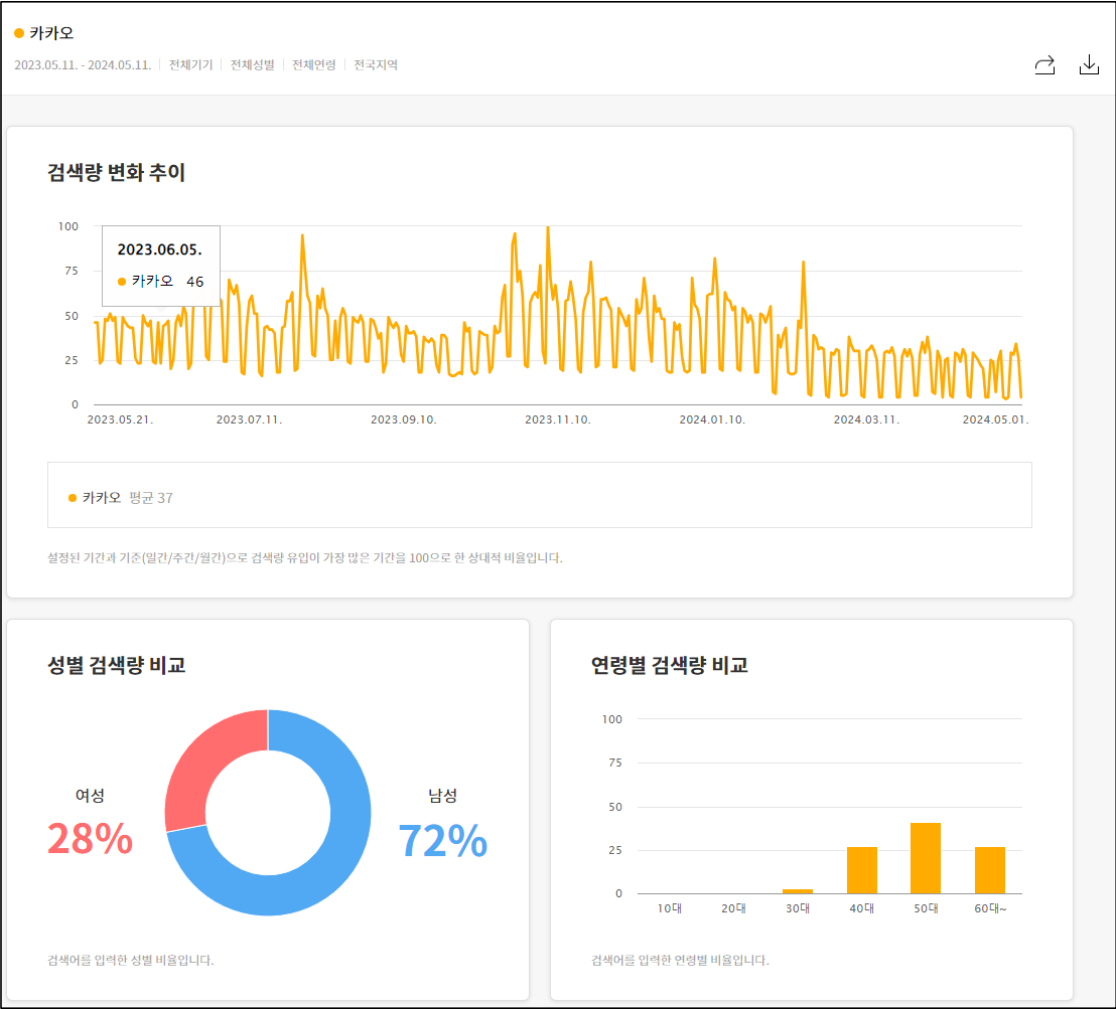 카카오
2023.05.11. - 2024.05.11. 전체기기 전체성별 전체연령 전국지역
검색량 변화 추이
100
75
50
25
0
2023.06.05.
카카오 46
2023.05.21. 2023.07.11. 2023.09.10. 2023.11.10. 2024.01.10. 2024.03.11. 2024.05.01.
카카오 평균 37
설정된 기간과 기준(일간/주간/월간)으로 검색량 유입이 가장 많은 기간을 100으로 한 상대적 비율입니다.
성별 검색량 비교
여성
28%
남성
72%
검색어를 입력한 성별 비율입니다.
연령별 검색량 비교
100
75
50
25
0
10대 20대 30대 40대 50대 60대~
검색어를 입력한 연령별 비율입니다.